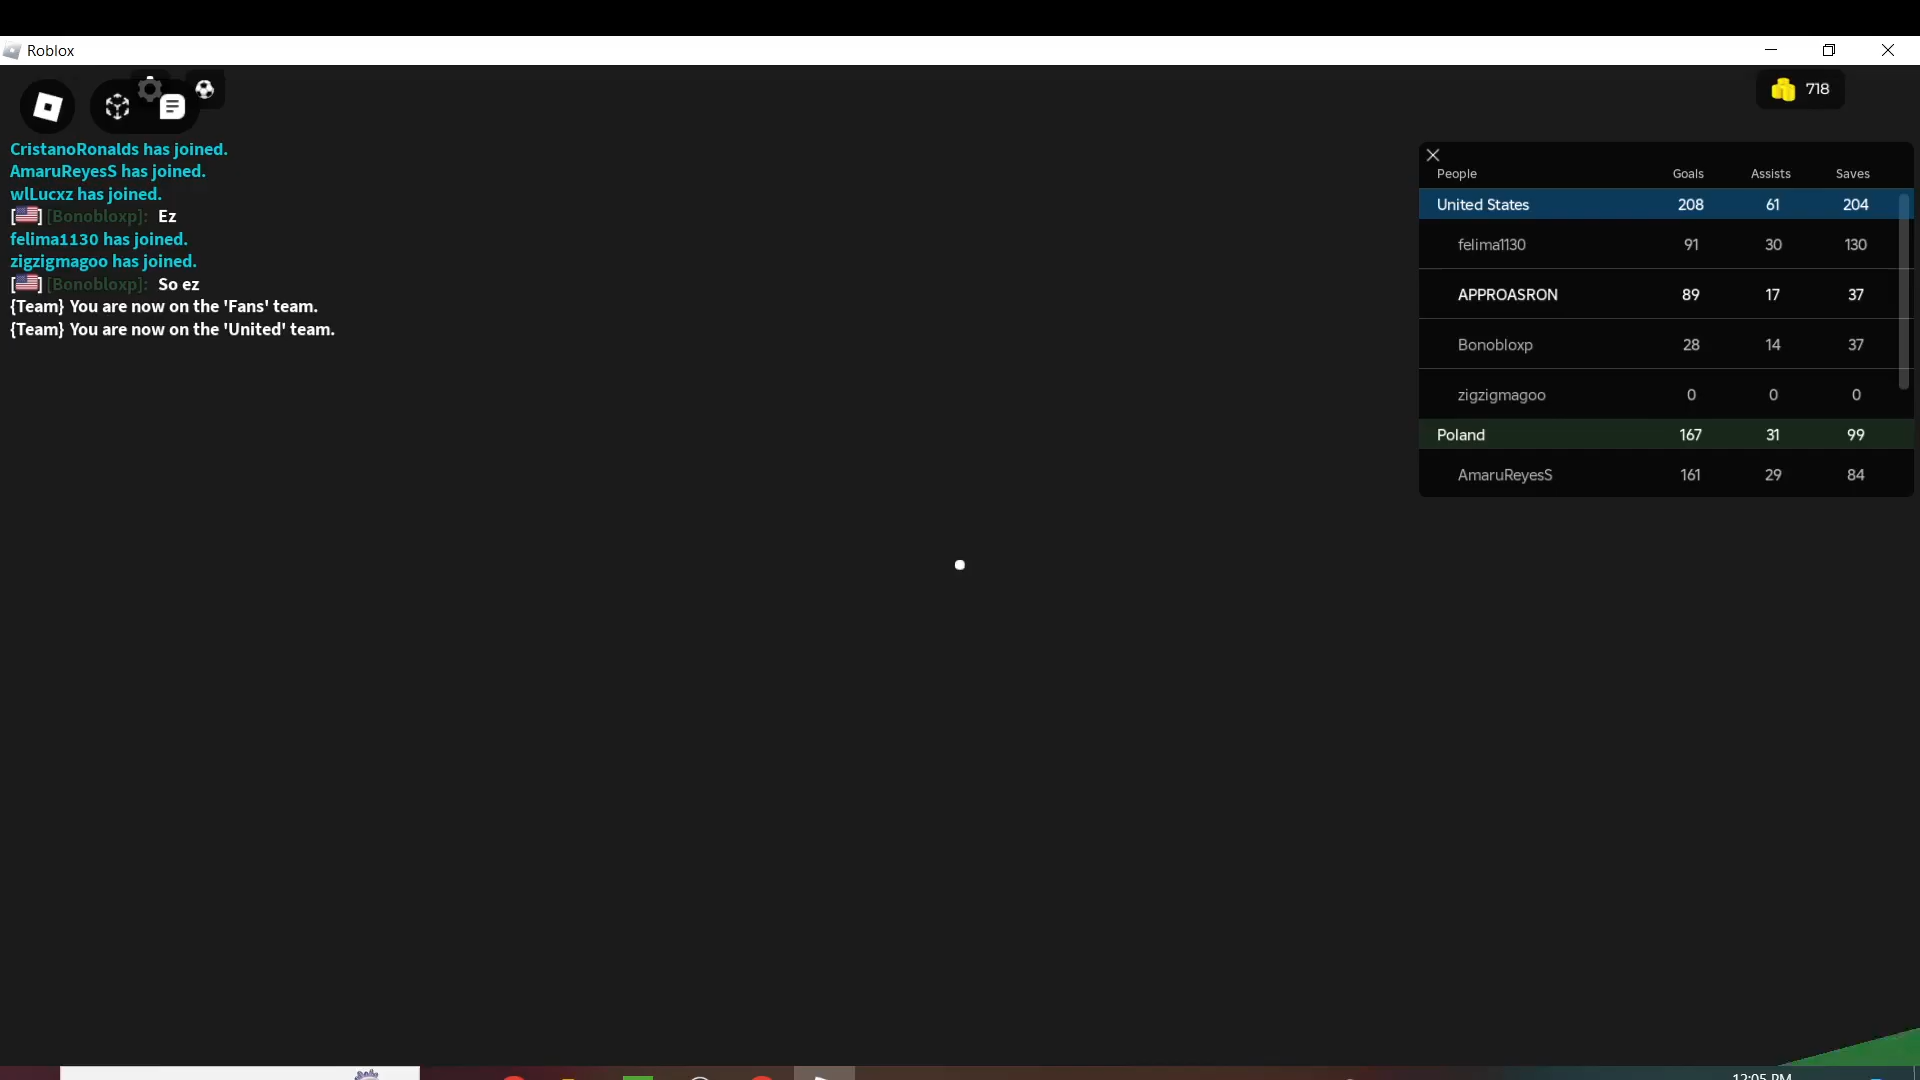 Roblox
718
CristanoRonalds has joined.
AmaruReyesS has joined.
wlLucxz has joined.
[🇺🇸] [Bonobloxp]: Ez
felima1130 has joined.
zigzigmagoo has joined.
[🇺🇸] [Bonobloxp]: So ez
{Team} You are now on the 'Fans' team.
{Team} You are now on the 'United' team.
People Goals Assists Saves
United States 208 61 204
felima1130 91 30 130
APPROASRON 89 17 37
Bonobloxp 28 14 37
zigzigmagoo 0 0 0
Poland 167 31 99
AmaruReyesS 161 29 84
12:05 PM